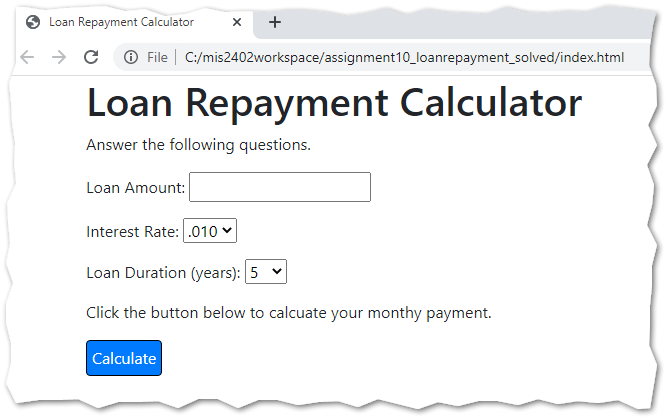 Loan Repayment Calculator
File C:/mis2402workspace/assignment10_loanrepayment_solved/index.html
Loan Repayment Calculator
Answer the following questions.
Loan Amount:
Interest Rate: .010
Loan Duration (years): 5
Click the button below to calcuate your monthy payment.
Calculate